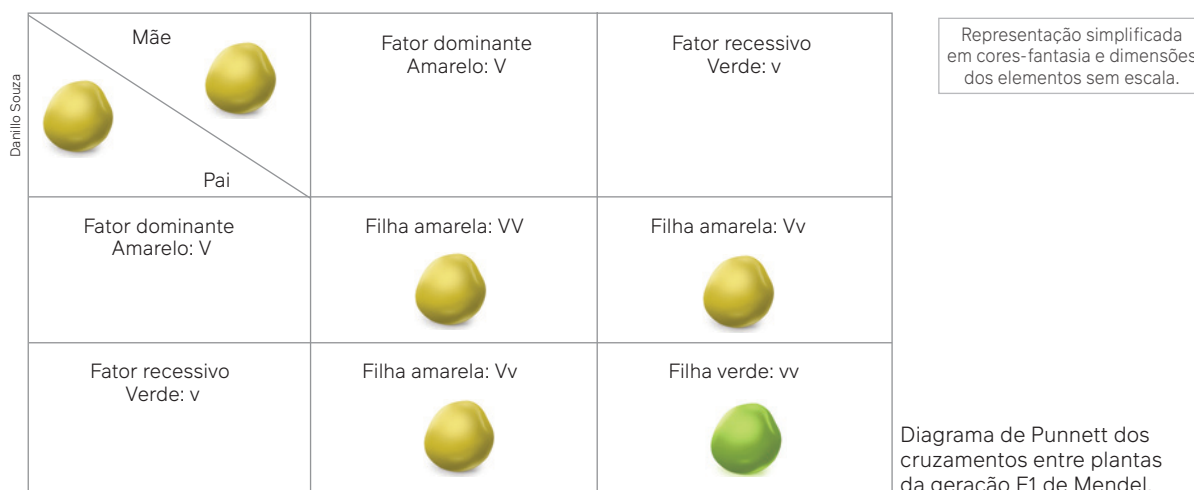 Danillo Souza
Mãe
Pai
Fator dominante
Amarelo: V
Fator recessivo
Verde: v
Fator dominante
Amarelo: V
Filha amarela: VV
Filha amarela: Vv
Fator recessivo
Verde: v
Filha amarela: Vv
Filha verde: vv
Representação simplificada
em cores-fantasia e dimensões
dos elementos sem escala.
Diagrama de Punnett dos
cruzamentos entre plantas
da geração F1 de Mendel.